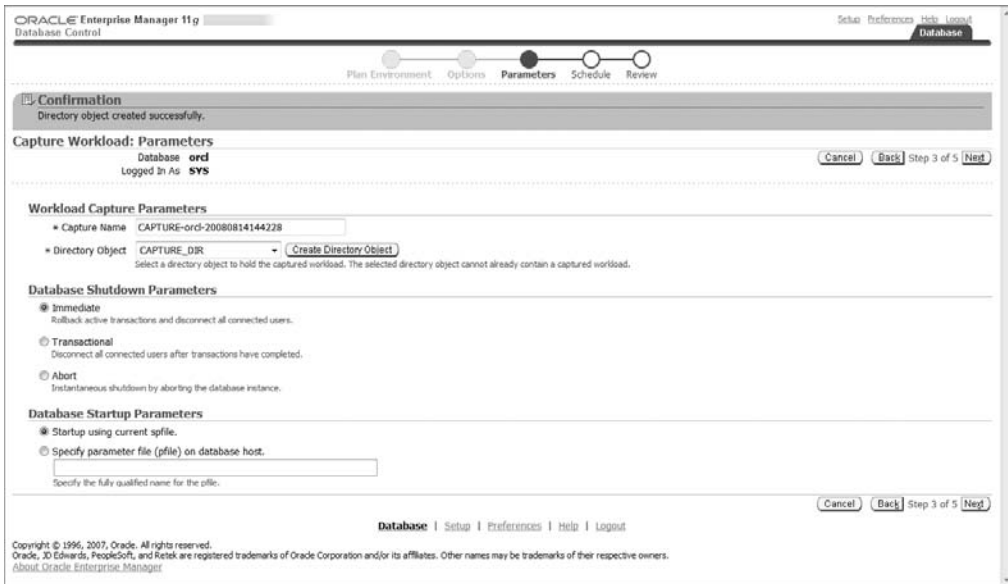 ORACLE Enterprise Manager 11g
Database Control
Setup Preferences Help Logout
Database
Plan Environment Options Parameters Schedule Review
Confirmation
Directory object created successfully.
Capture Workload: Parameters
Database orcl
Logged In As SYS
Cancel Back Step 3 of 5 Next
Workload Capture Parameters
* Capture Name CAPTURE-orcl-20080814144228
* Directory Object CAPTURE_DIR Create Directory Object
Select a directory object to hold the captured workload. The selected directory object cannot already contain a captured workload.
Database Shutdown Parameters
Immediate
Rollback active transactions and disconnect all connected users.
Transactional
Disconnect all connected users after transactions have completed.
Abort
Instantaneous shutdown by aborting the database instance.
Database Startup Parameters
Startup using current spfile.
Specify parameter file (pfile) on database host.
Specify the fully qualified name for the pfile.
Cancel Back Step 3 of 5 Next
Database | Setup | Preferences | Help | Logout
Copyright © 1996, 2007, Oracle. All rights reserved.
Oracle, JD Edwards, PeopleSoft, and Retek are registered trademarks of Oracle Corporation and/or its affiliates. Other names may be trademarks of their respective owners.
About Oracle Enterprise Manager